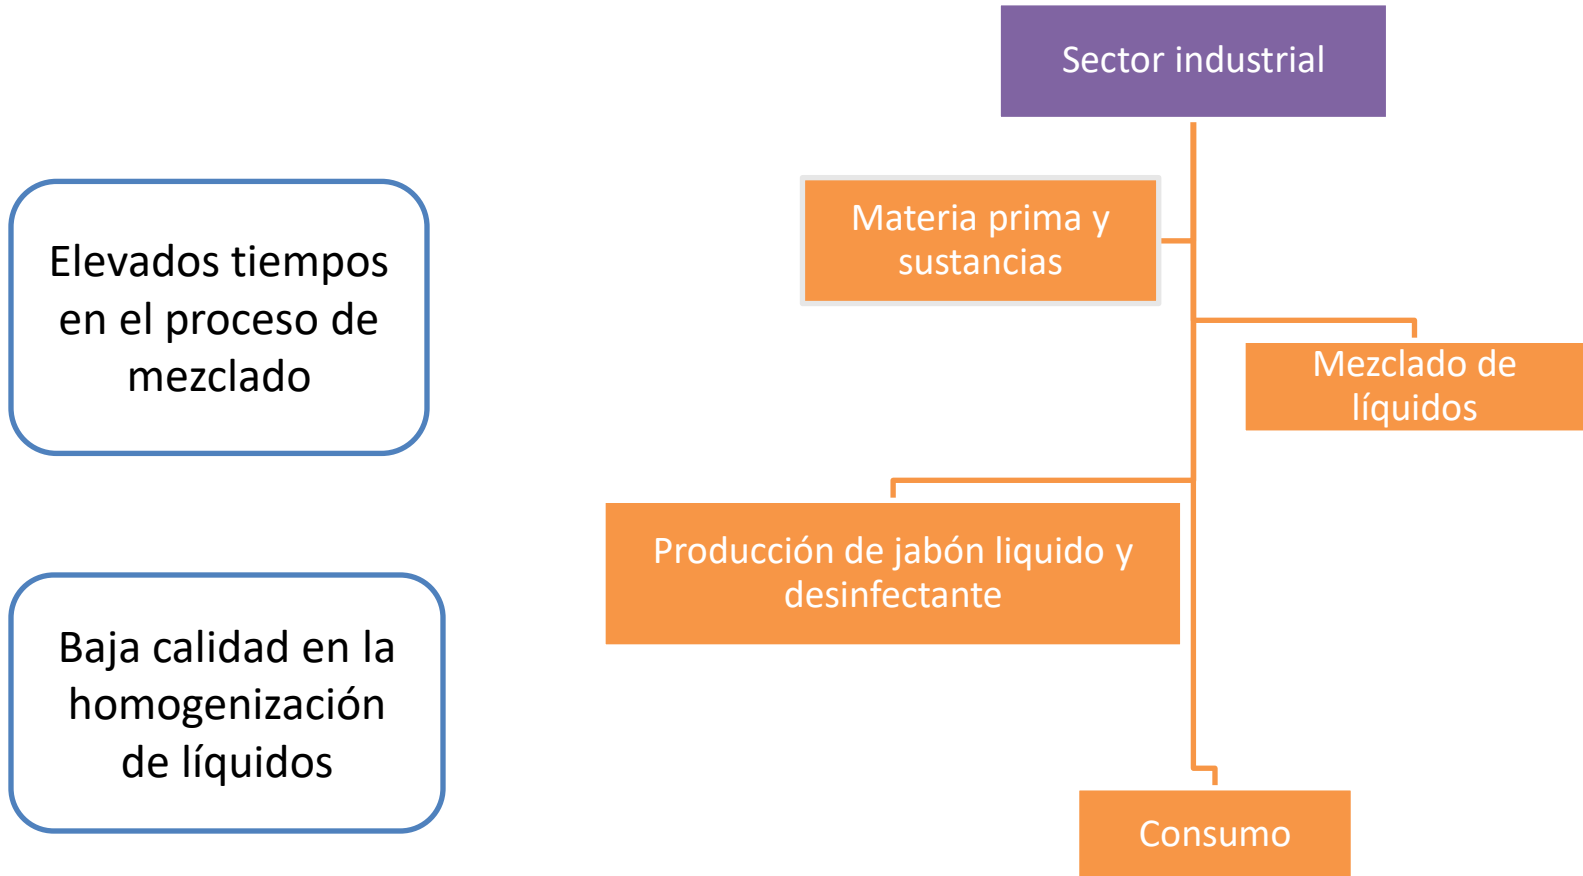 Sector industrial
Materia prima y
sustancias
Elevados tiempos
en el proceso de
mezclado
Mezclado de
líquidos
Producción de jabón liquido y
desinfectante
Baja calidad en la
homogenización
de líquidos
Consumo